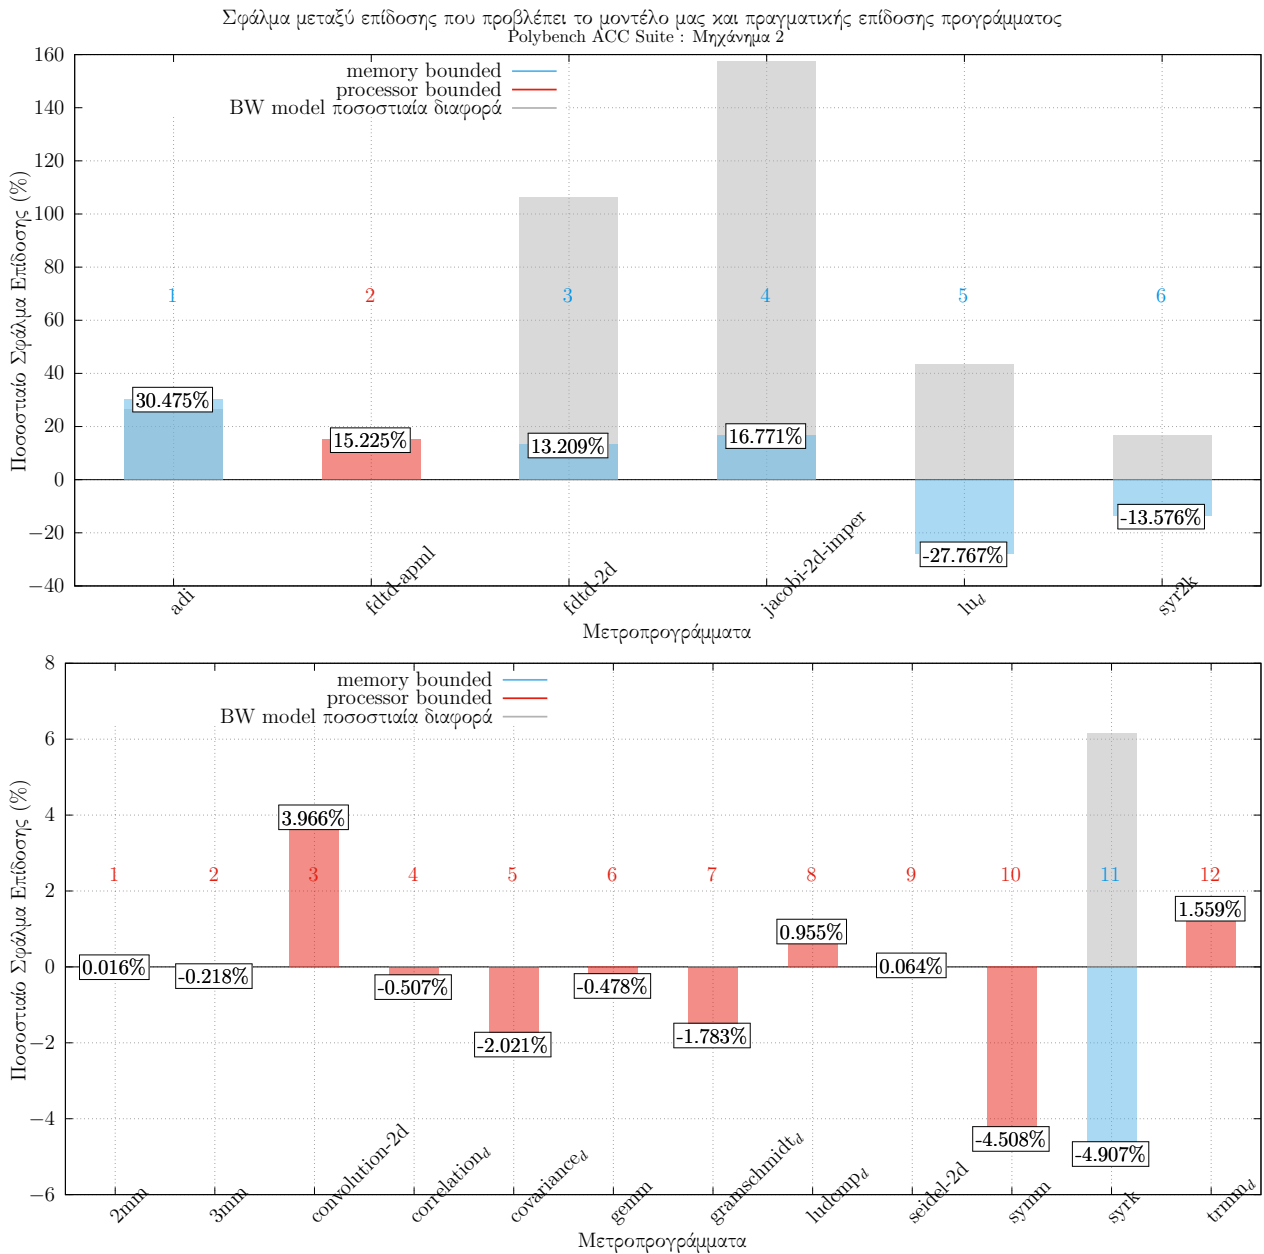 Σφάλμα μεταξύ επίδοσης που προβλέπει το μοντέλο μας και πραγματικής επίδοσης προγράμματος
Polybench ACC Suite : Μηχάνημα 2
memory bounded
processor bounded
BW model ποσοστιαία διαφορά
Ποσοστιαίο Σφάλμα Επίδοσης (%)
160
140
120
100
80
60
40
20
0
−20
−40
1 2 3 4 5 6
30.475% 15.225% 13.209% 16.771% -27.767% -13.576%
adi fdtd-apml fdtd-2d jacobi-2d-imper lu_d syr2k
Μετροπρογράμματα
memory bounded
processor bounded
BW model ποσοστιαία διαφορά
Ποσοστιαίο Σφάλμα Επίδοσης (%)
8
6
4
2
0
−2
−4
−6
1 2 3 4 5 6 7 8 9 10 11 12
0.016% -0.218% 3.966% -0.507% -2.021% -0.478% -1.783% 0.955% 0.064% -4.508% -4.907% 1.559%
2mm 3mm convolution-2d correlation_d covariance_d gemm gramschmidt_d ludcmp_d seidel-2d symm syrk trmm_d
Μετροπρογράμματα